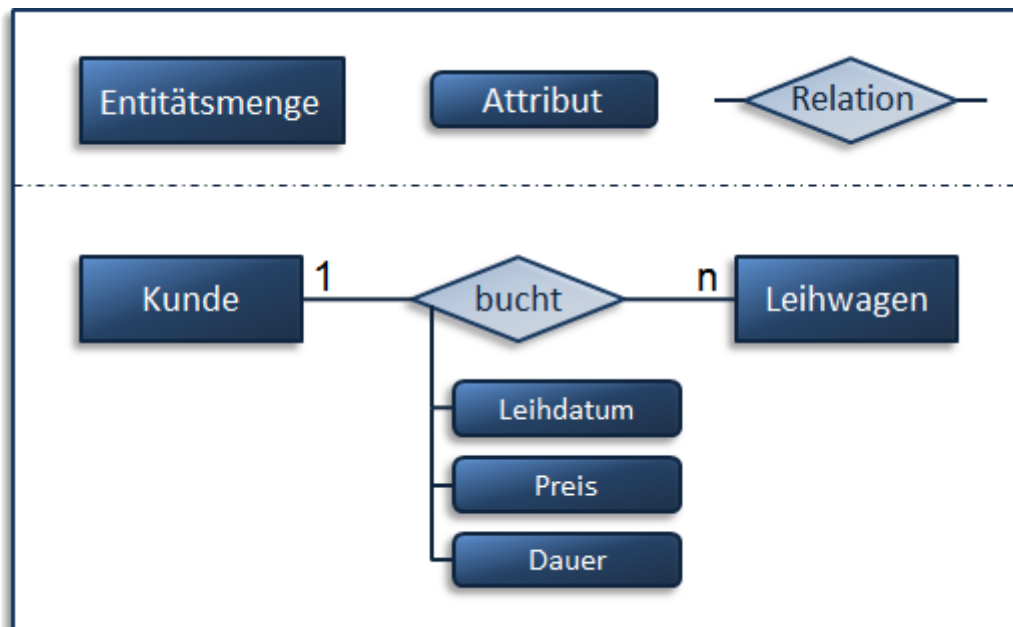 Entitätsmenge
Attribut
Relation
Kunde
1
bucht
n
Leihwagen
Leihdatum
Preis
Dauer